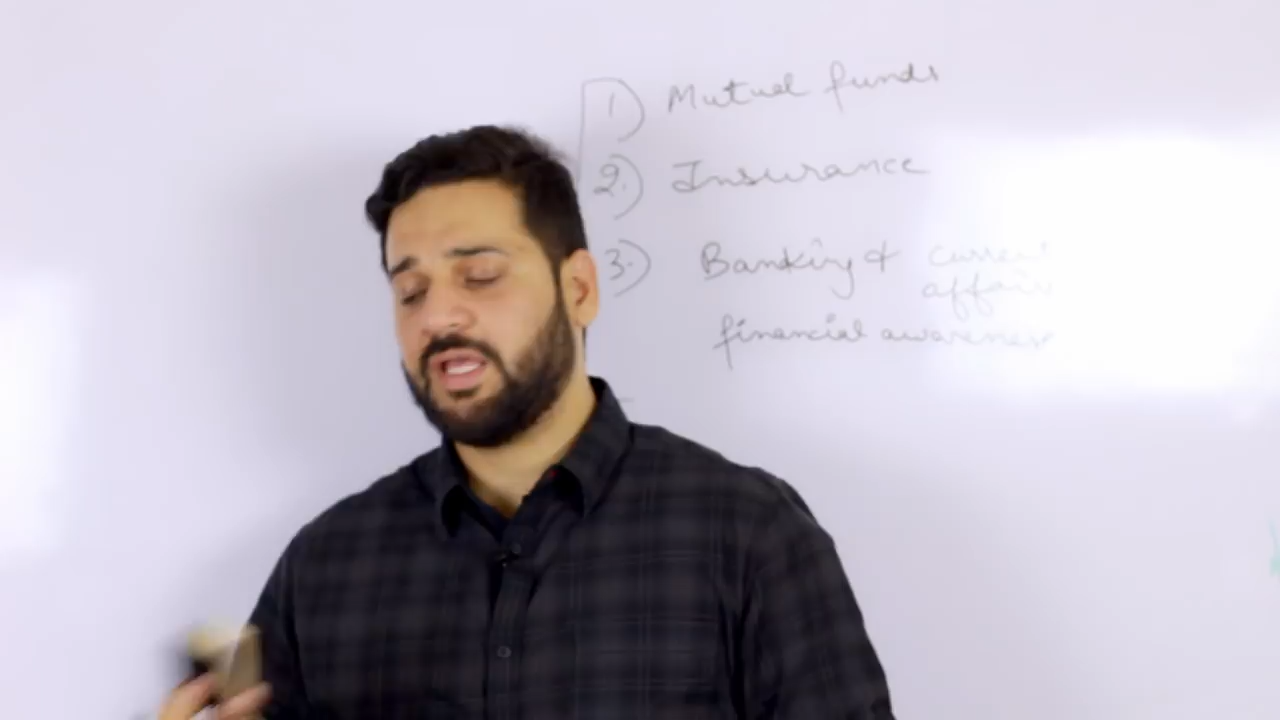 1) Mutual funds
2.) Insurance
3.) Banking & current
affairs
financial awareness